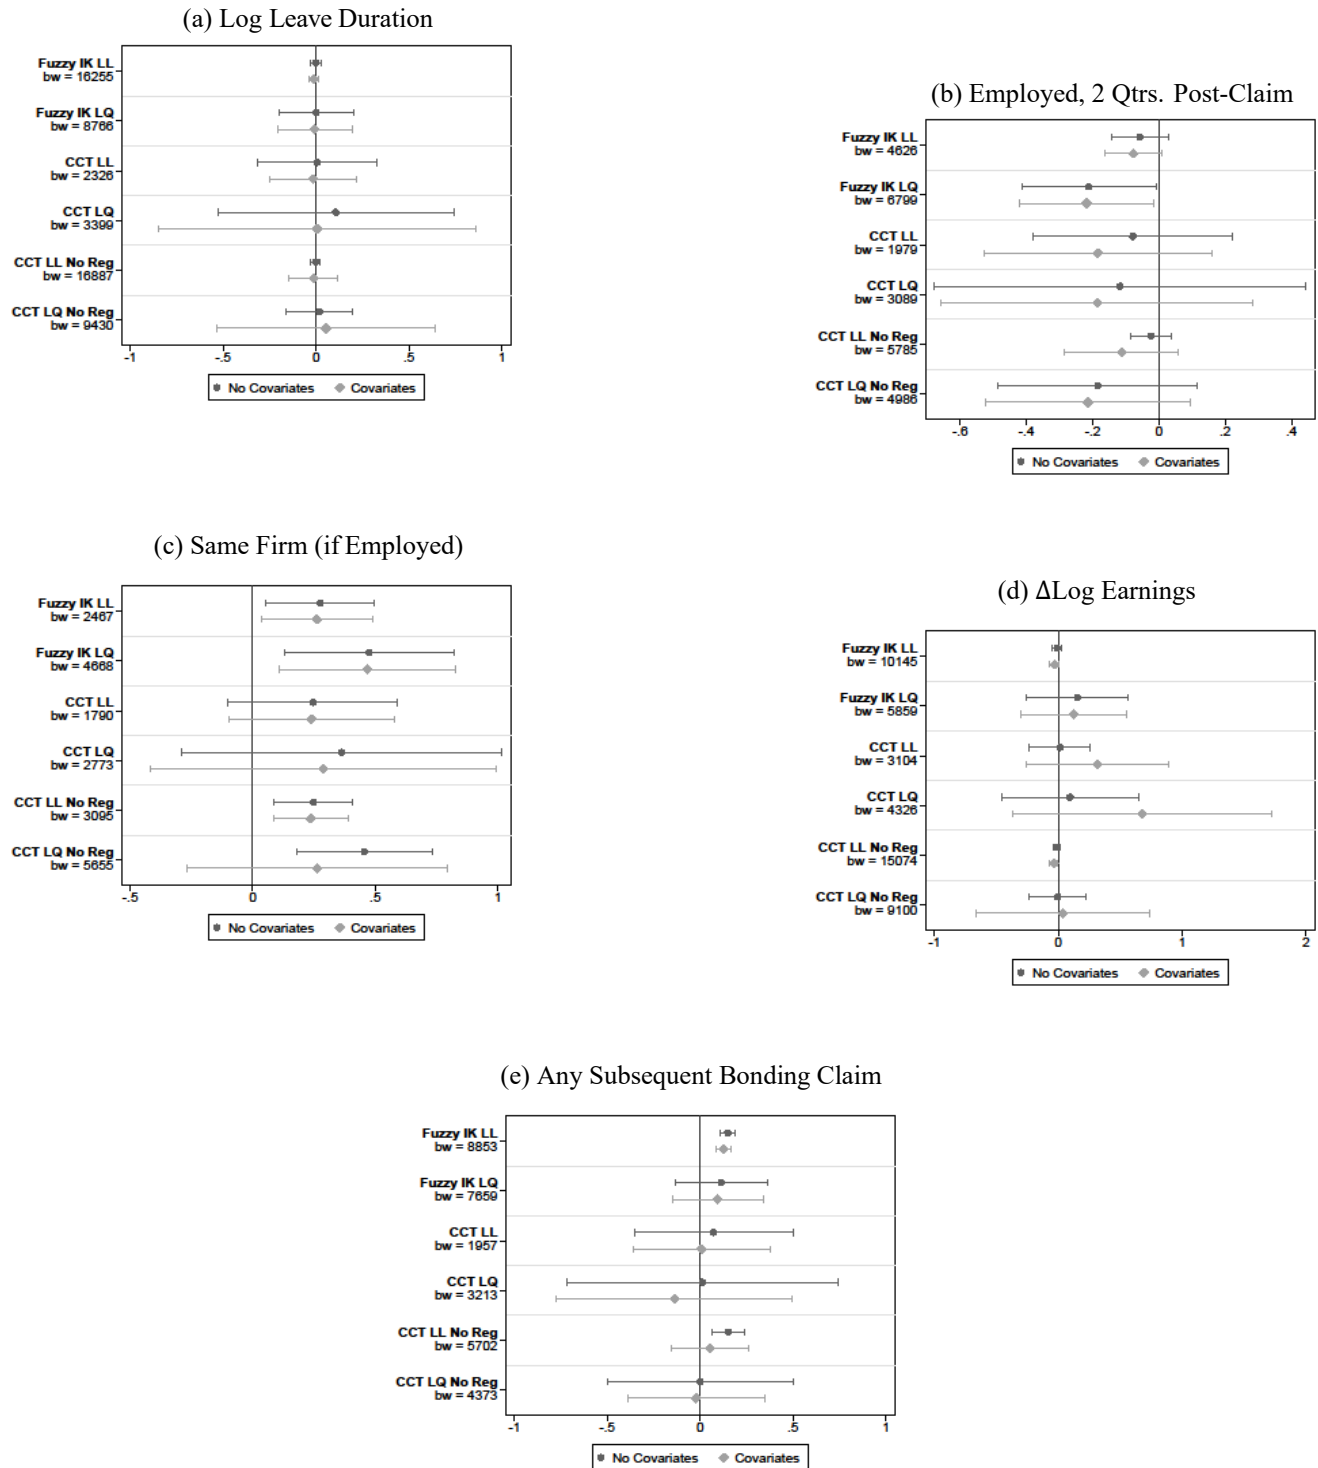 (a) Log Leave Duration
Fuzzy IK LL
bw = 16255
Fuzzy IK LQ
bw = 8766
CCT LL
bw = 2326
CCT LQ
bw = 3399
CCT LL No Reg
bw = 16887
CCT LQ No Reg
bw = 9430
-1 -.5 0 .5 1
No Covariates Covariates
(b) Employed, 2 Qtrs. Post-Claim
Fuzzy IK LL
bw = 4626
Fuzzy IK LQ
bw = 6799
CCT LL
bw = 1979
CCT LQ
bw = 3089
CCT LL No Reg
bw = 5785
CCT LQ No Reg
bw = 4986
-.6 -.4 -.2 0 .2 .4
No Covariates Covariates
(c) Same Firm (if Employed)
Fuzzy IK LL
bw = 2467
Fuzzy IK LQ
bw = 4668
CCT LL
bw = 1790
CCT LQ
bw = 2773
CCT LL No Reg
bw = 3095
CCT LQ No Reg
bw = 5655
-.5 0 .5 1
No Covariates Covariates
(d) ΔLog Earnings
Fuzzy IK LL
bw = 10145
Fuzzy IK LQ
bw = 5859
CCT LL
bw = 3104
CCT LQ
bw = 4326
CCT LL No Reg
bw = 15074
CCT LQ No Reg
bw = 9100
-1 0 1 2
No Covariates Covariates
(e) Any Subsequent Bonding Claim
Fuzzy IK LL
bw = 8853
Fuzzy IK LQ
bw = 7659
CCT LL
bw = 1957
CCT LQ
bw = 3213
CCT LL No Reg
bw = 5702
CCT LQ No Reg
bw = 4373
-1 -.5 0 .5 1
No Covariates Covariates